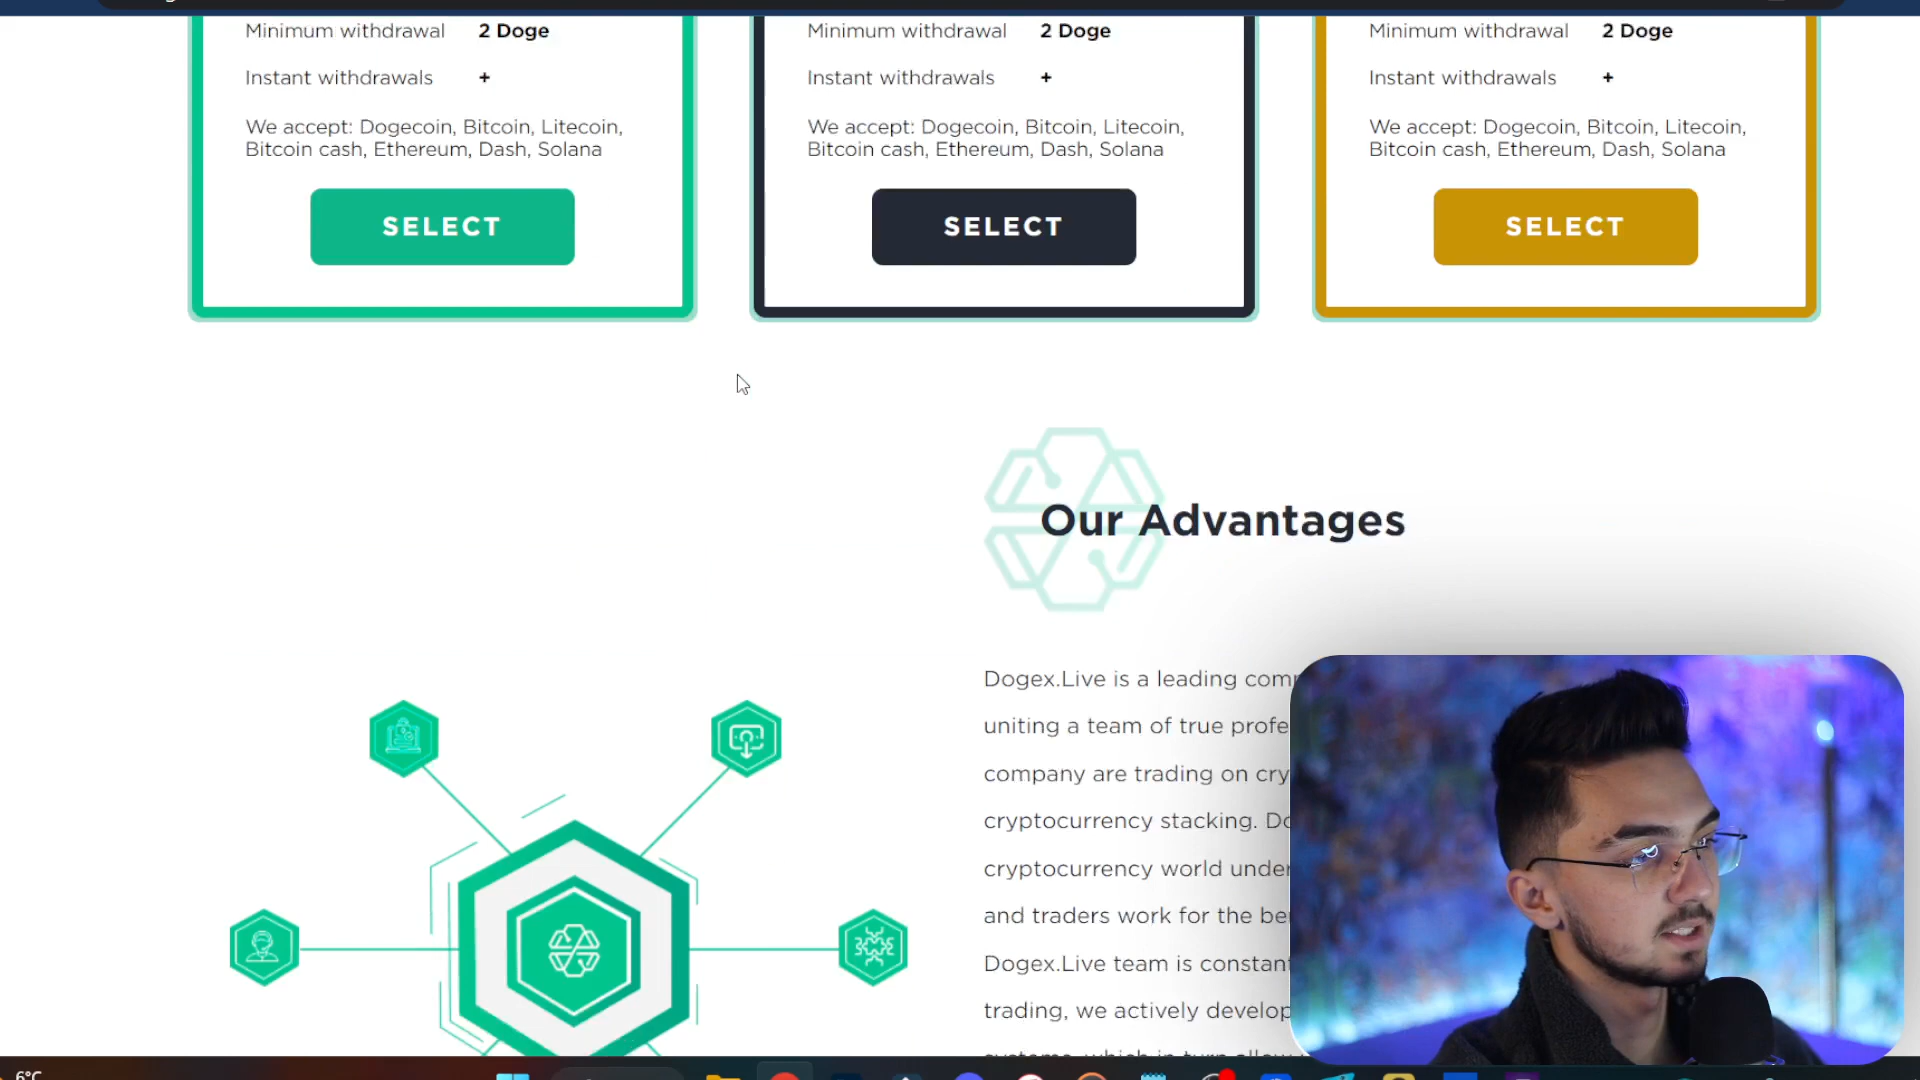 Minimum withdrawal 2 Doge
Instant withdrawals +
We accept: Dogecoin, Bitcoin, Litecoin,
Bitcoin cash, Ethereum, Dash, Solana
SELECT
Minimum withdrawal 2 Doge
Instant withdrawals +
We accept: Dogecoin, Bitcoin, Litecoin,
Bitcoin cash, Ethereum, Dash, Solana
SELECT
Minimum withdrawal 2 Doge
Instant withdrawals +
We accept: Dogecoin, Bitcoin, Litecoin,
Bitcoin cash, Ethereum, Dash, Solana
SELECT
Our Advantages
Dogex.Live is a leading
uniting a team of true
company are trading on
cryptocurrency stacking.
cryptocurrency world
and traders work for the
Dogex.Live team is
trading, we actively
6°C